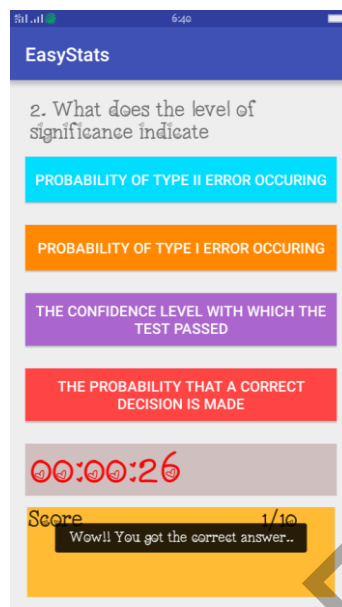 6:40
EasyStats
2. What does the level of
significance indicate
PROBABILITY OF TYPE II ERROR OCCURING
PROBABILITY OF TYPE I ERROR OCCURING
THE CONFIDENCE LEVEL WITH WHICH THE
TEST PASSED
THE PROBABILITY THAT A CORRECT
DECISION IS MADE
00:00:26
Score 1/10
Wow!! You got the correct answer..